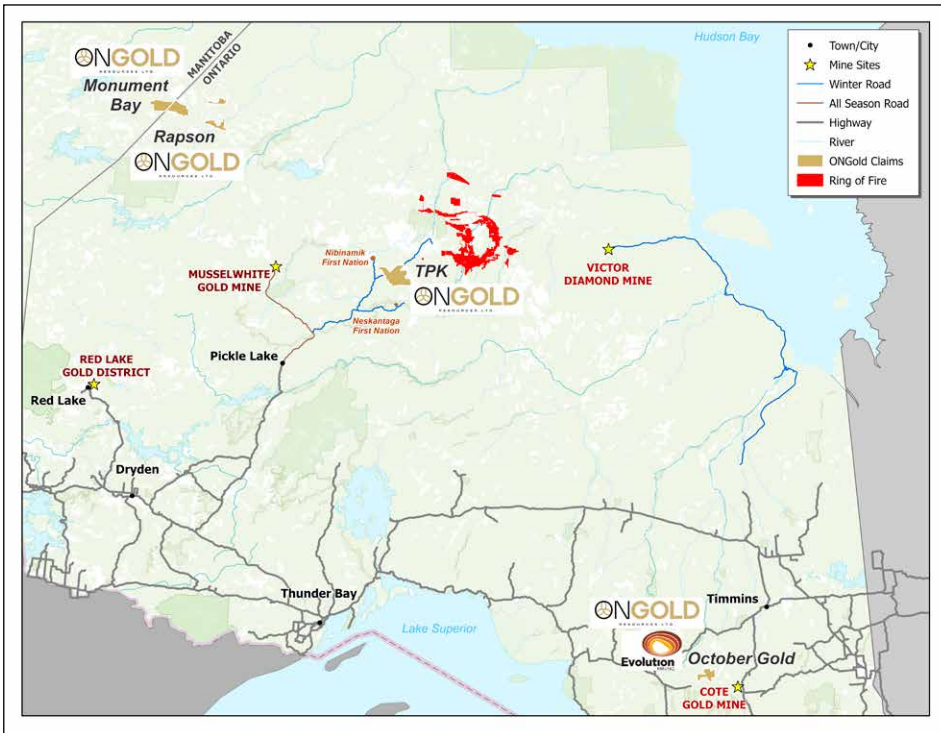 ONGOLD
RESOURCES LTD.
Monument
Bay
MANITOBA
ONTARIO
Rapson
ONGOLD
RESOURCES LTD.
Hudson Bay
Town/City
Mine Sites
Winter Road
All Season Road
Highway
River
ONGold Claims
Ring of Fire
Nibinamik
First Nation
MUSSELWHITE
GOLD MINE
TPK
ONGOLD
RESOURCES LTD.
VICTOR
DIAMOND MINE
Neskantaga
First Nation
Pickle Lake
RED LAKE
GOLD DISTRICT
Red Lake
Dryden
Thunder Bay
Lake Superior
ONGOLD
RESOURCES LTD.
Timmins
Evolution
MINING
October Gold
COTE
GOLD MINE